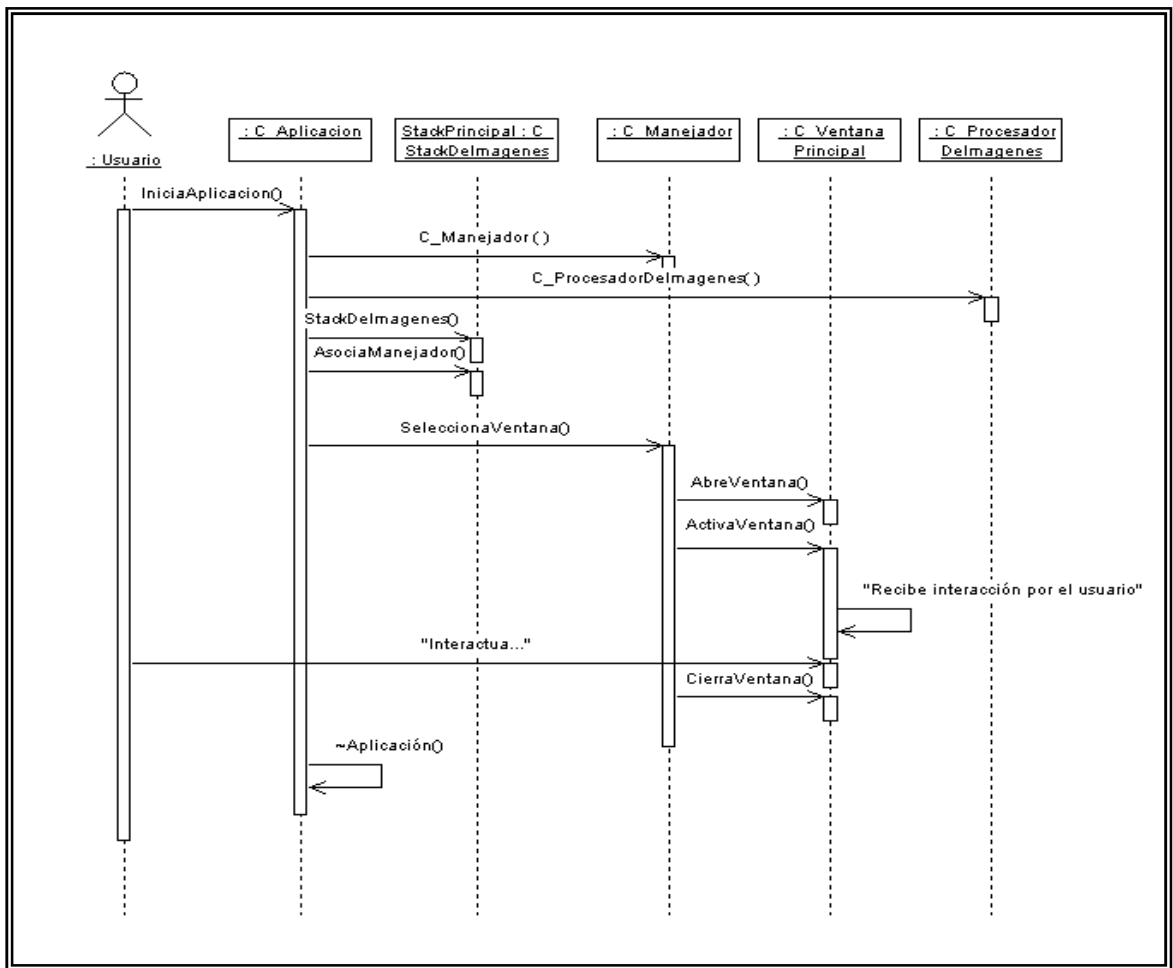 : Usuario
: C_Aplicacion
StackPrincipal : C_
StackDeImagenes
: C_Manejador
: C_Ventana
Principal
: C_Procesador
DeImagenes
IniciaAplicacion()
C_Manejador ( )
C_ProcesadorDeImagenes( )
StackDeImagenes()
AsociaManejador()
SeleccionaVentana()
AbreVentana()
ActivaVentana()
"Recibe interacción por el usuario"
"Interactua..."
CierraVentana()
~Aplicación()